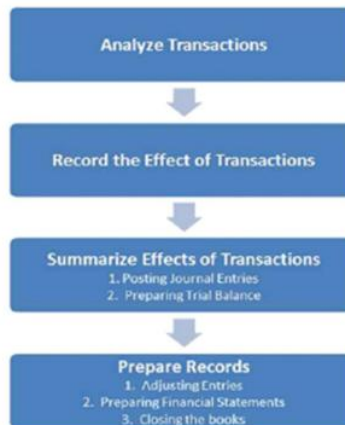 Analyze Transactions
Record the Effect of Transactions
Summarize Effects of Transactions
1. Posting Journal Entries
2. Preparing Trial Balance
Prepare Records
1. Adjusting Entries
2. Preparing Financial Statements
3. Closing the books